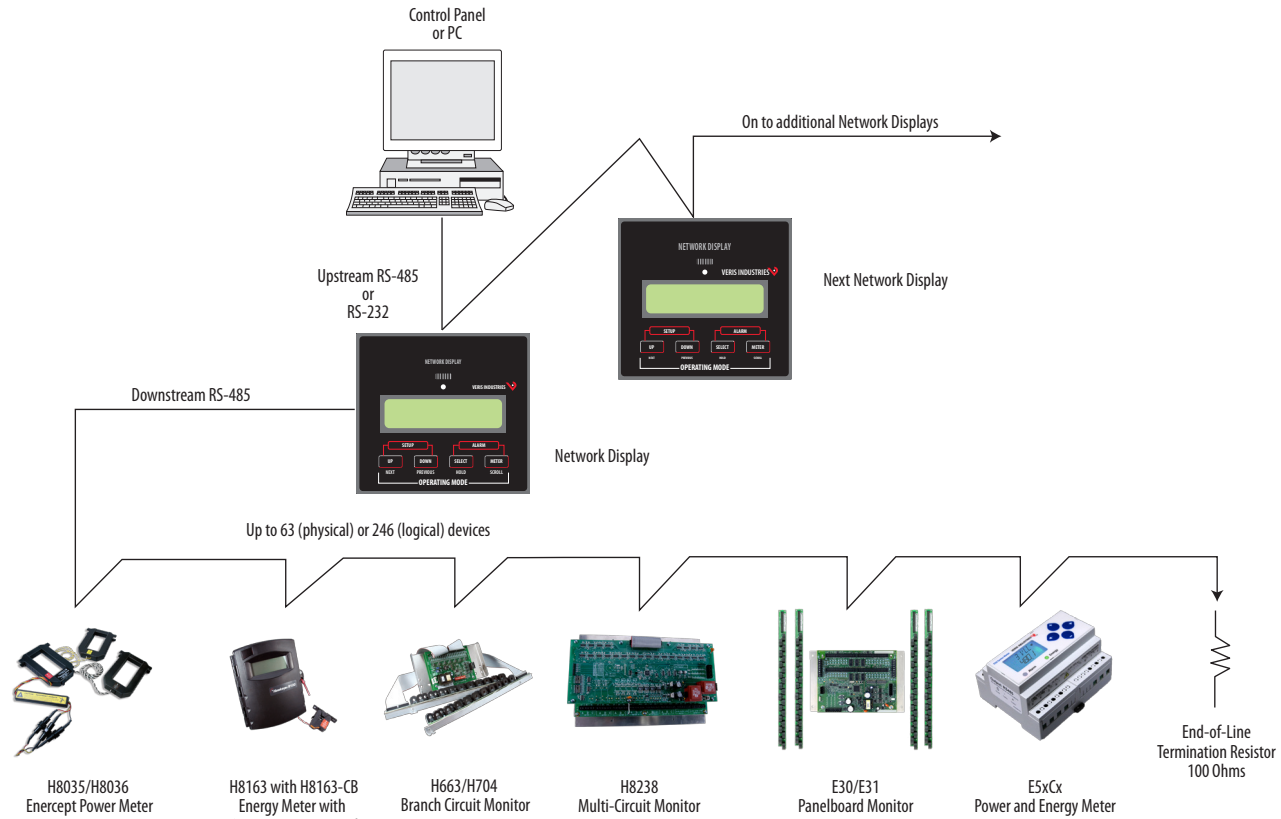 Control Panel
or PC
On to additional Network Displays
NETWORK DISPLAY
VERIS INDUSTRIES
SETUP
ALARM
UP
DOWN
SELECT
METER
NEXT
PREVIOUS
HOLD
SCROLL
OPERATING MODE
Next Network Display
Upstream RS-485
or
RS-232
NETWORK DISPLAY
VERIS INDUSTRIES
SETUP
ALARM
UP
DOWN
SELECT
METER
NEXT
PREVIOUS
HOLD
SCROLL
OPERATING MODE
Downstream RS-485
Network Display
Up to 63 (physical) or 246 (logical) devices
H8035/H8036
Enercept Power Meter
H8163 with H8163-CB
Energy Meter with
H663/H704
Branch Circuit Monitor
H8238
Multi-Circuit Monitor
E30/E31
Panelboard Monitor
E5xCx
Power and Energy Meter
End-of-Line
Termination Resistor
100 Ohms